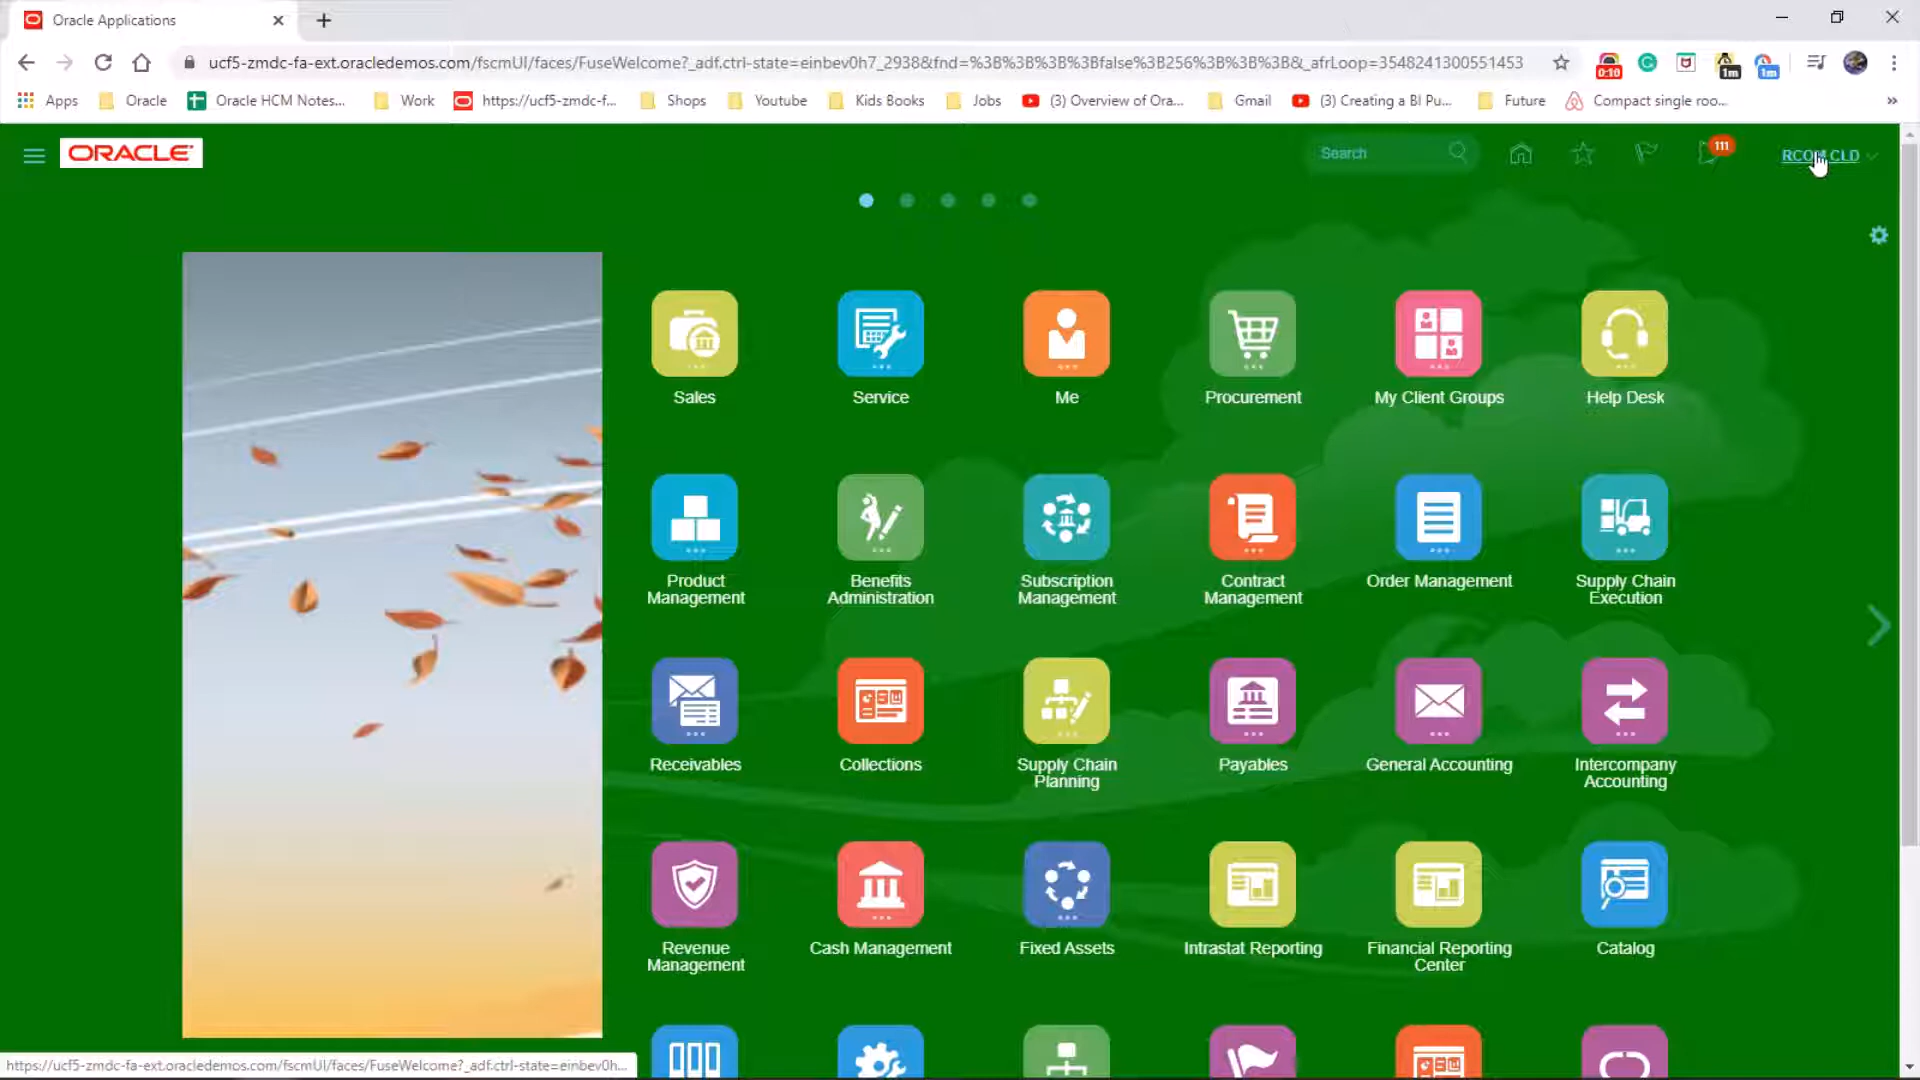 Oracle Applications
ucf5-zmdc-fa-ext.oracledemos.com/fscmUI/faces/FuseWelcome?_adf.ctrl-state=einbev0h7_2938&fnd=%3B%3B%3B%3Bfalse%3B256%3B%3B%3B&_afrLoop=3548241300551453
0:10
1m
1m
Apps
Oracle
Oracle HCM Notes...
Work
https://ucf5-zmdc-f...
Shops
Youtube
Kids Books
Jobs
(3) Overview of Ora...
Gmail
(3) Creating a BI Pu...
Future
Compact single roo...
»
ORACLE
Search
111
RCOM CLD
Sales
Service
Me
Procurement
My Client Groups
Help Desk
Product
Management
Benefits
Administration
Subscription
Management
Contract
Management
Order Management
Supply Chain
Execution
Receivables
Collections
Supply Chain
Planning
Payables
General Accounting
Intercompany
Accounting
Revenue
Management
Cash Management
Fixed Assets
Intrastat Reporting
Financial Reporting
Center
Catalog
https://ucf5-zmdc-fa-ext.oracledemos.com/fscmUI/faces/FuseWelcome?_adf.ctrl-state=einbev0h...